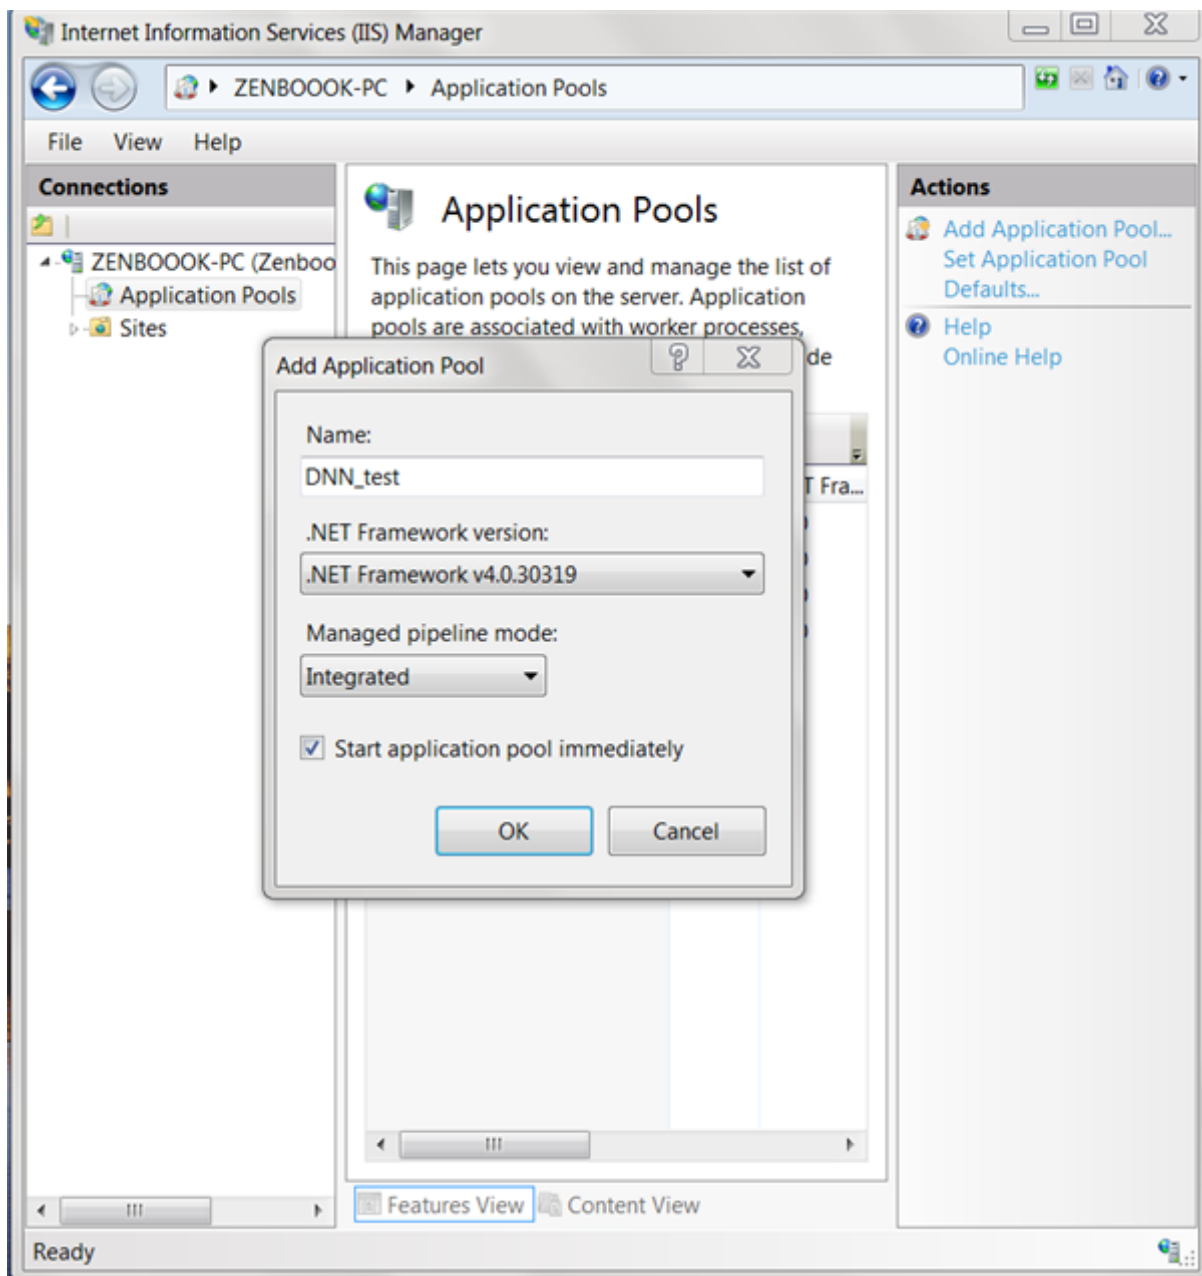 Internet Information Services (IIS) Manager
ZENBOOOK-PC
Application Pools
File View Help
Connections
ZENBOOOK-PC (Zenboo
Application Pools
Sites
Application Pools
This page lets you view and manage the list of
application pools on the server. Application
pools are associated with worker processes,
de
T Fra...
Add Application Pool
Name:
DNN_test
.NET Framework version:
.NET Framework v4.0.30319
Managed pipeline mode:
Integrated
Start application pool immediately
OK Cancel
Features View Content View
Actions
Add Application Pool...
Set Application Pool
Defaults...
Help
Online Help
Ready